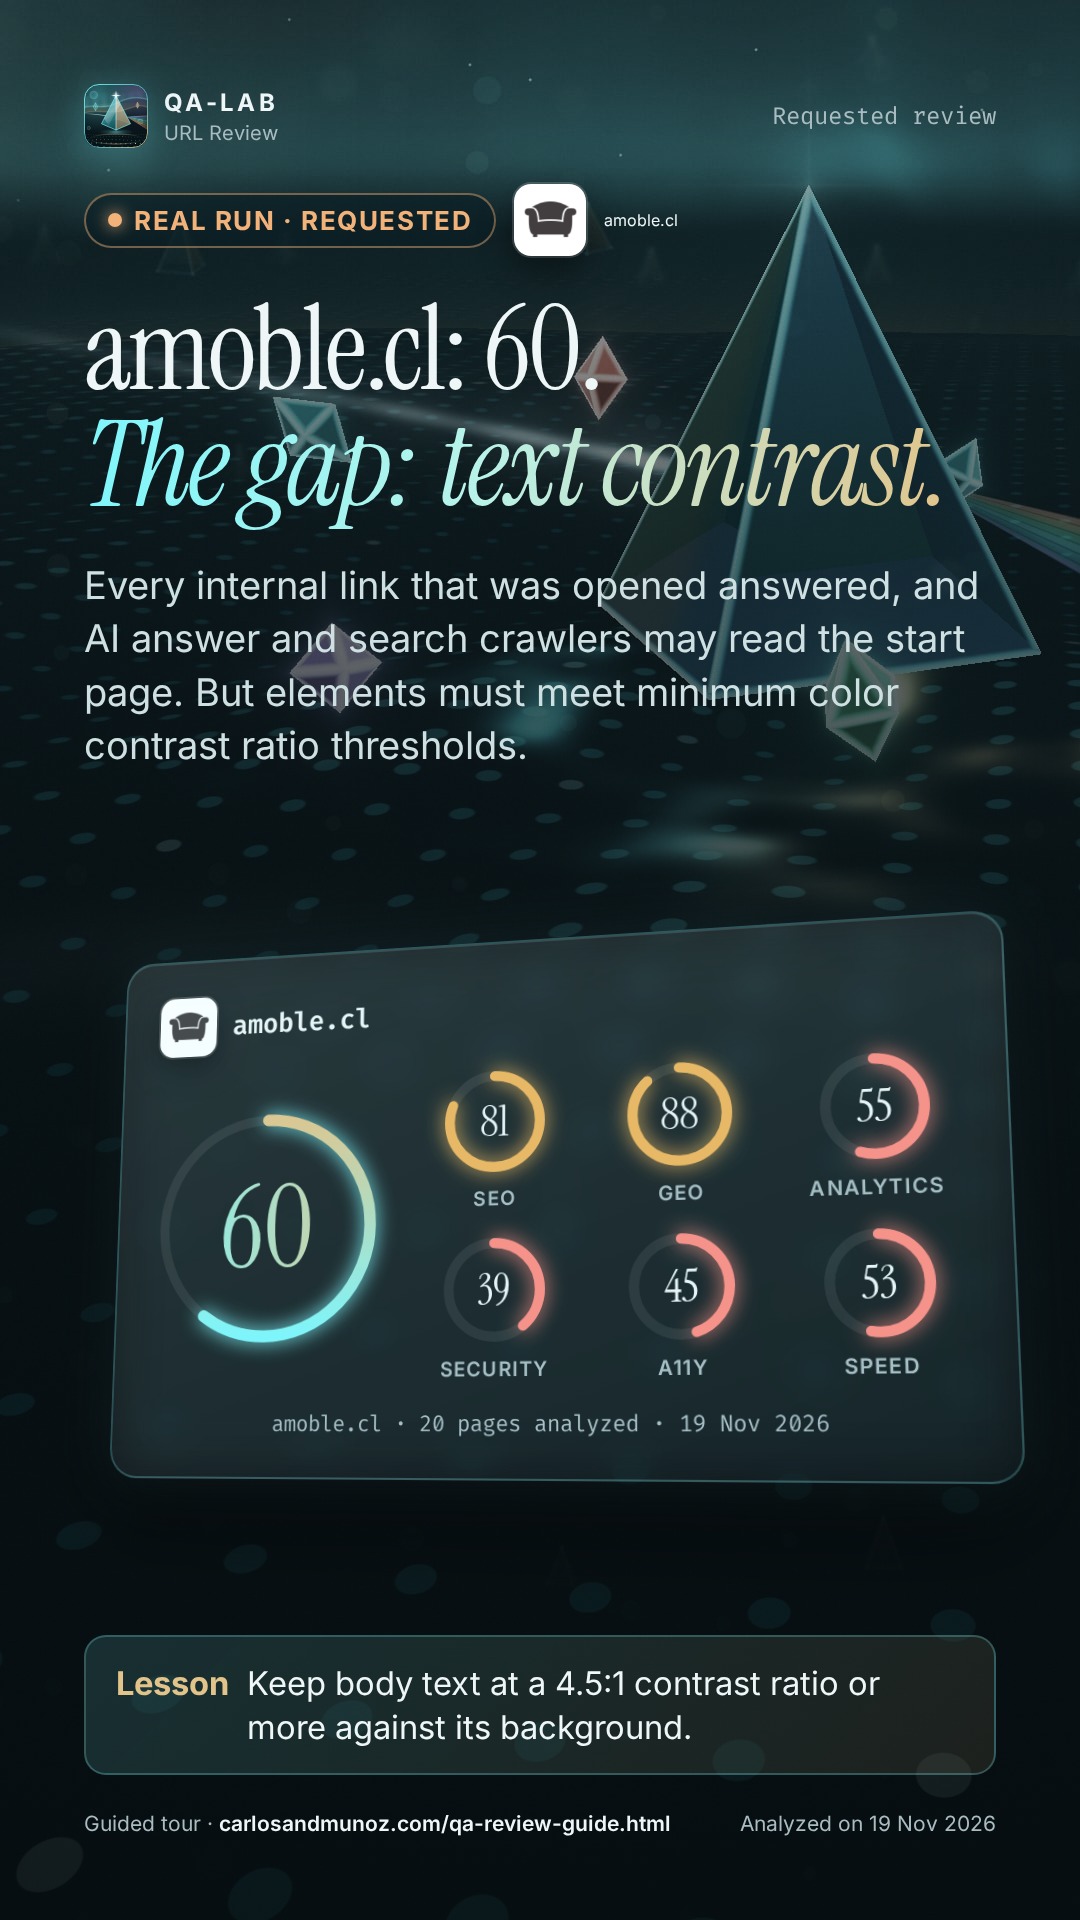 QA-LAB
URL Review
Requested review
REAL RUN · REQUESTED
amoble.cl
amoble.cl: 60.
The gap: text contrast.
Every internal link that was opened answered, and
AI answer and search crawlers may read the start
page. But elements must meet minimum color
contrast ratio thresholds.
amoble.cl
60
81
SEO
88
GEO
55
ANALYTICS
39
SECURITY
45
A11Y
53
SPEED
amoble.cl · 20 pages analyzed · 19 Nov 2026
Lesson Keep body text at a 4.5:1 contrast ratio or
more against its background.
Guided tour · carlosandmunoz.com/qa-review-guide.html
Analyzed on 19 Nov 2026